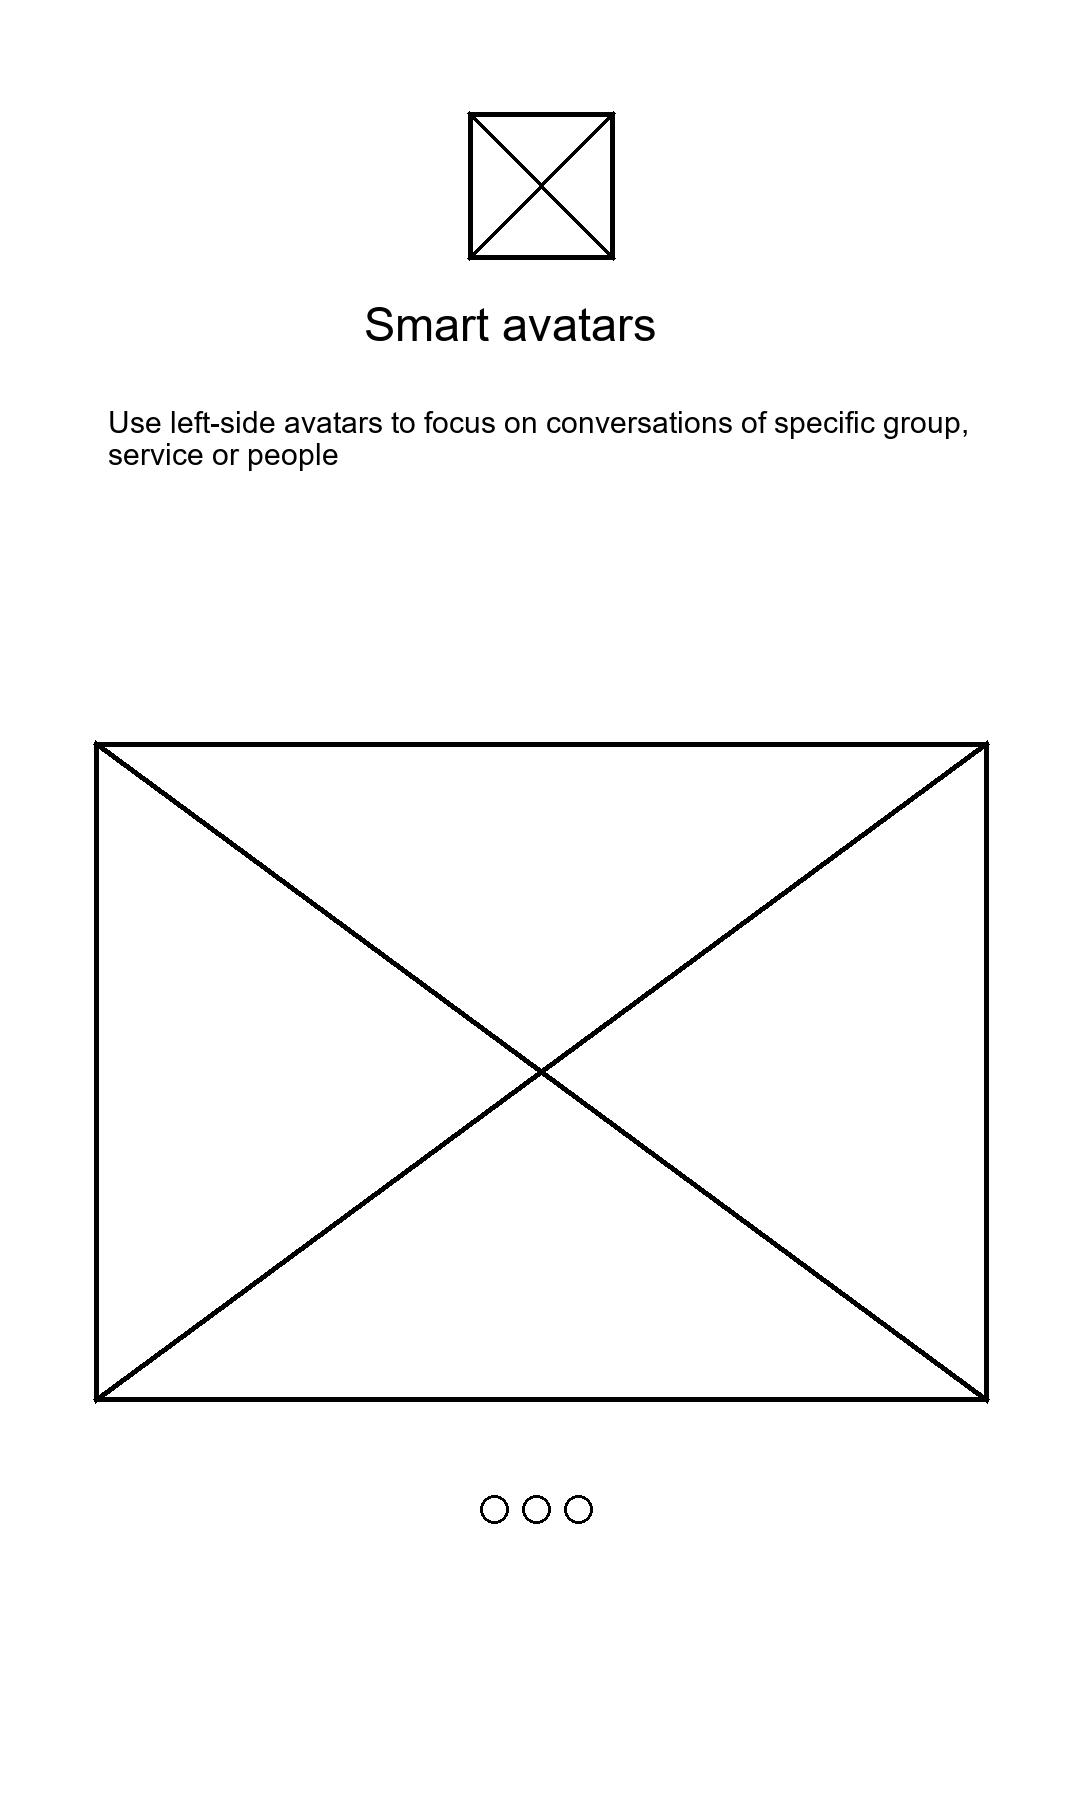 Smart avatars
Use left-side avatars to focus on conversations of specific group,
service or people